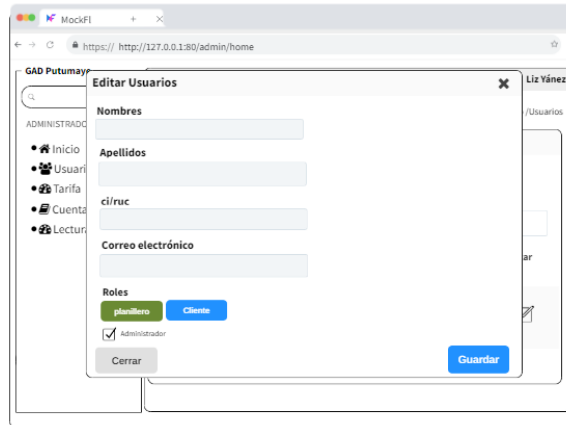 MockFl + ×
https:// http://127.0.0.1:80/admin/home
GAD Putumayo
Liz Yánez
Editar Usuarios
/Usuarios
ADMINISTRADO
Inicio
Usuari
Tarifa
Cuenta
Lectura
Nombres
Apellidos
ci/ruc
Correo electrónico
ar
Roles
planillero Cliente
Administrador
Cerrar Guardar